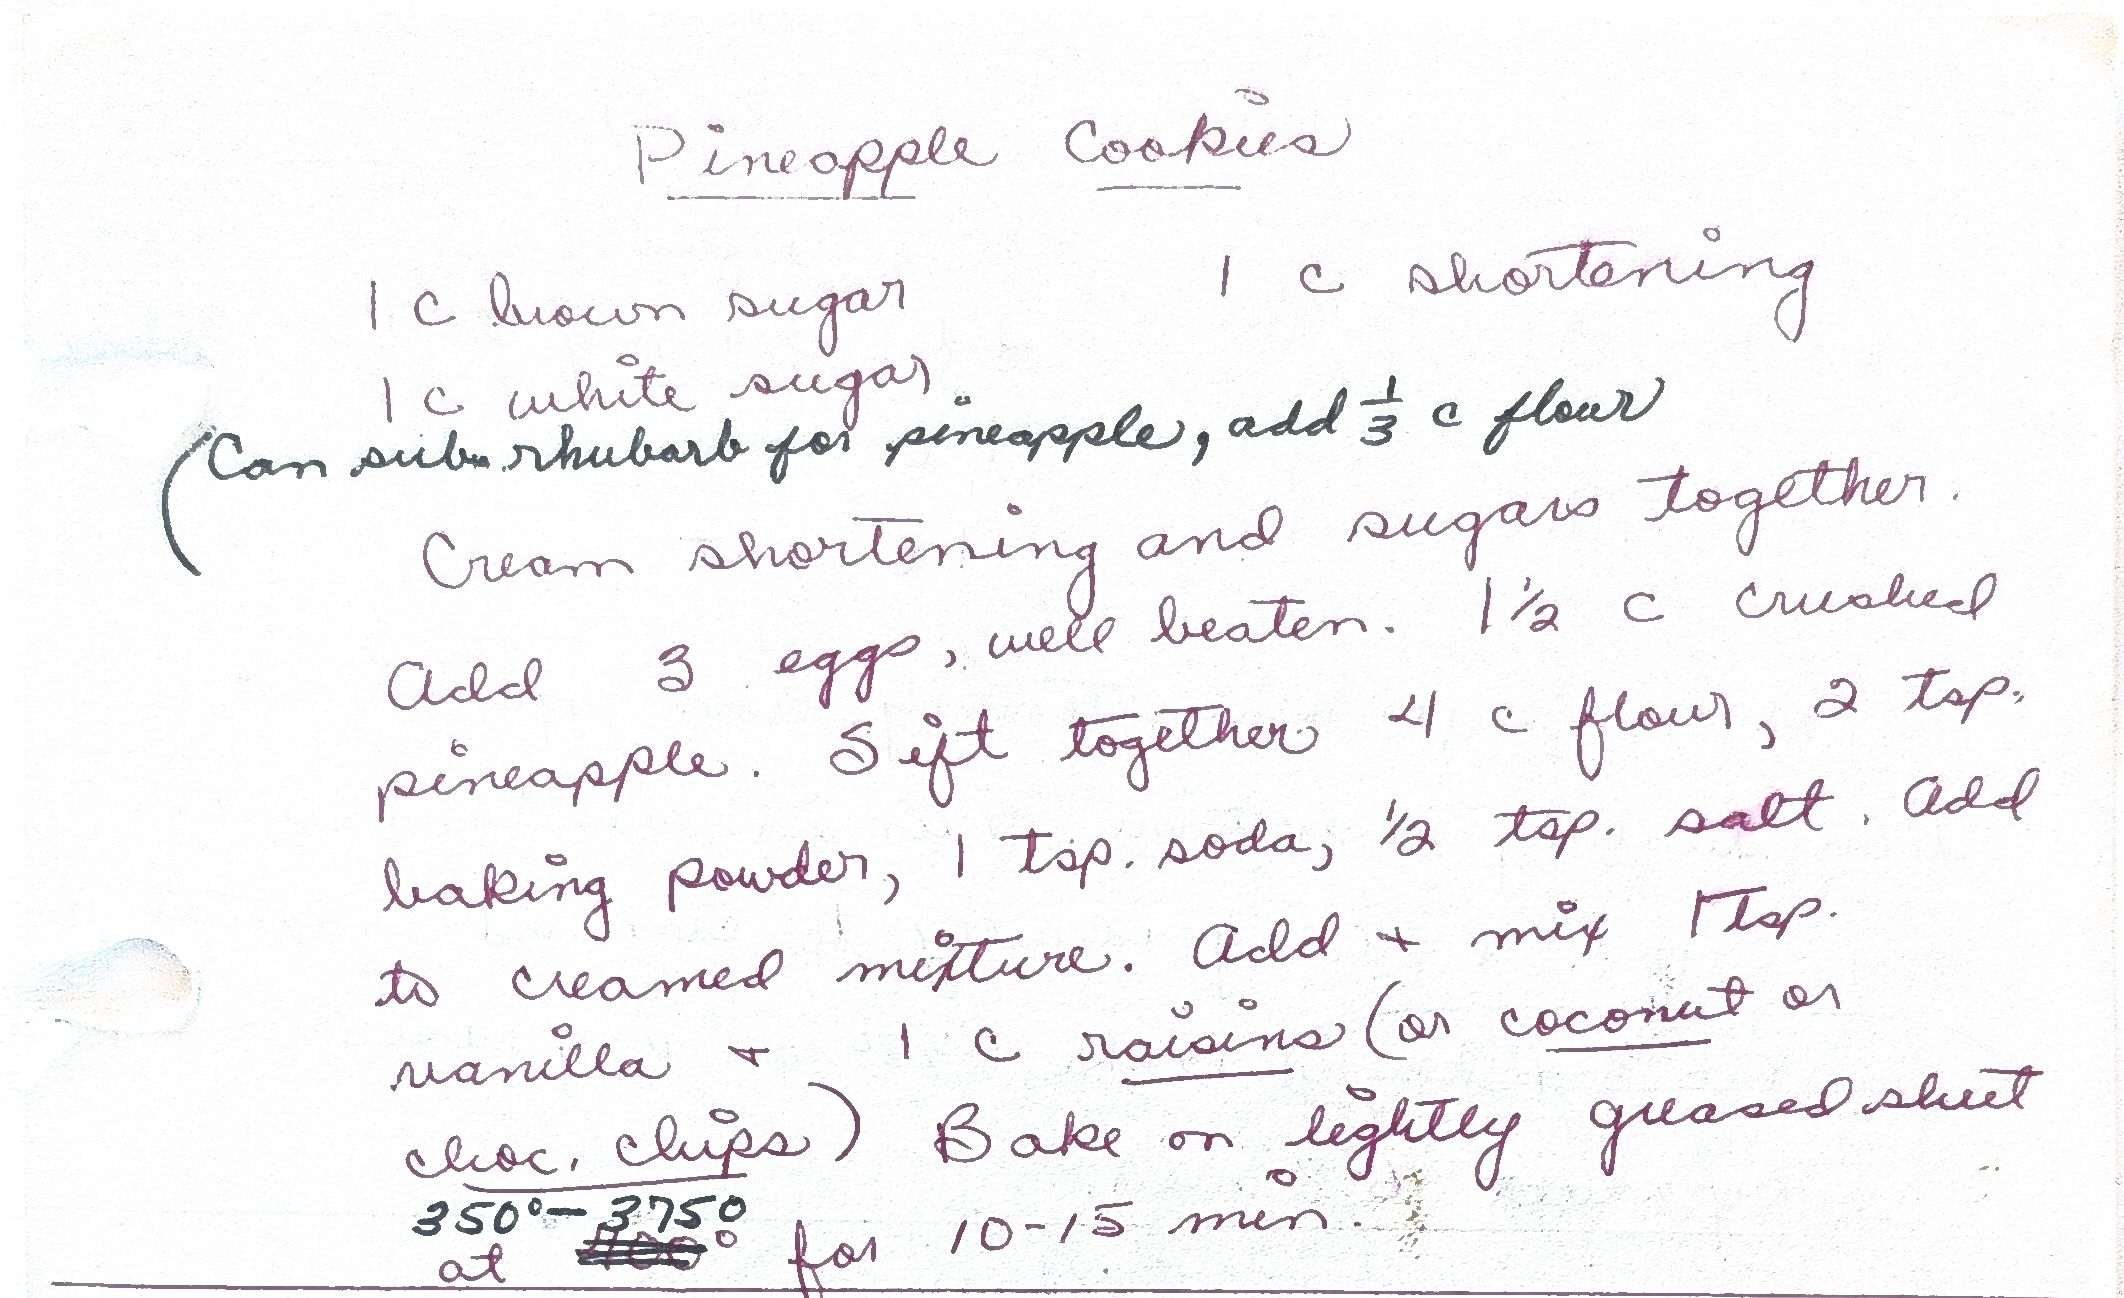 Pineapple Cookies
1 c brown sugar 1 c shortening
1 c white sugar
(Can sub. rhubarb for pineapple, add 1/3 c flour
Cream shortening and sugars together.
Add 3 eggs, well beaten. 1 1/2 c crushed
pineapple. Sift together 4 c flour, 2 tsp.
baking powder, 1 tsp. soda, 1/2 tsp. salt. Add
to creamed mixture. Add + mix 1 tsp.
vanilla + 1 c raisins (or coconut or
choc. chips) Bake on lightly greased sheet
350°-375°
at 400° for 10-15 min.